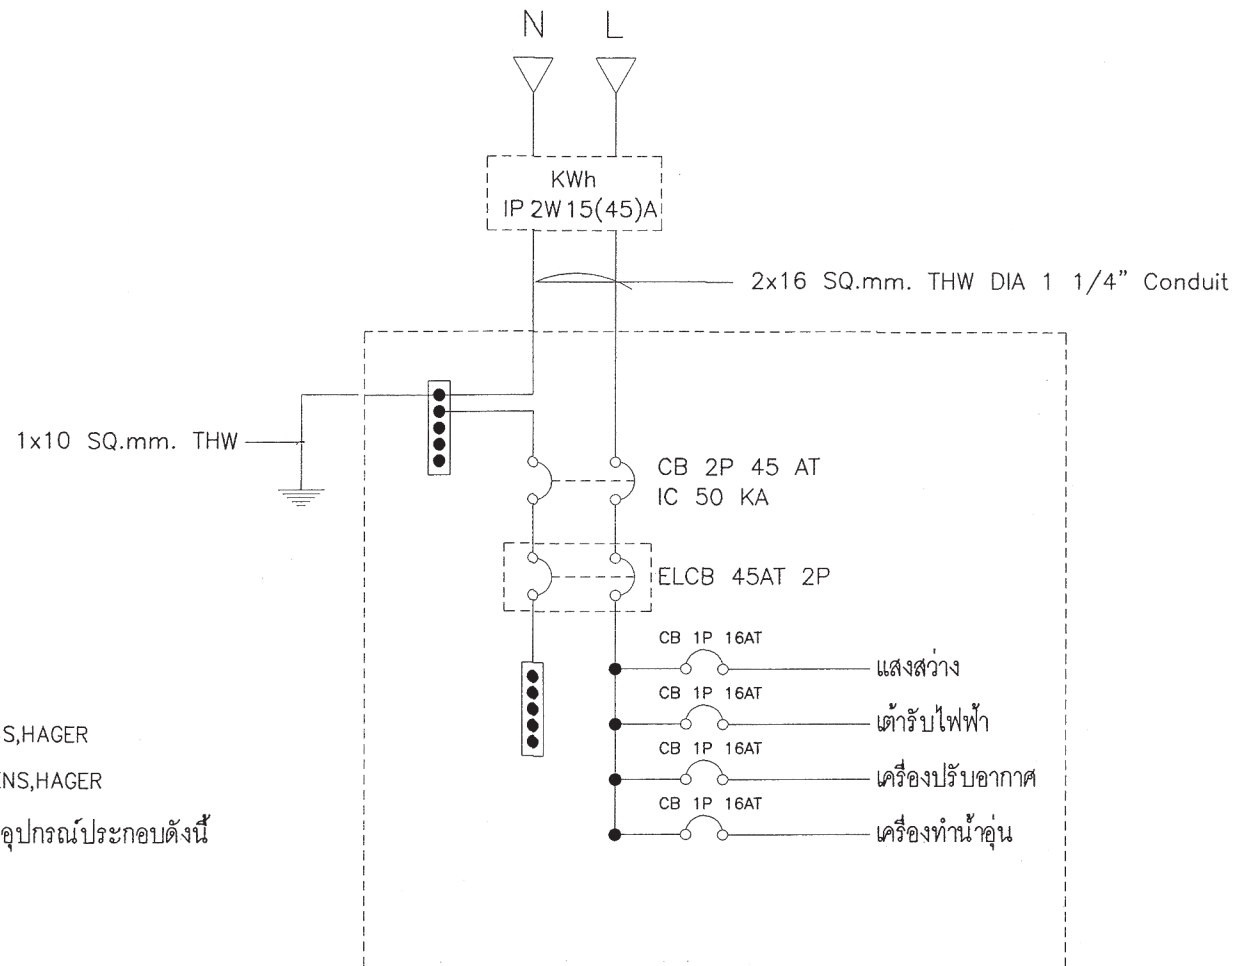 N L
KWh
IP 2W 15(45)A
2x16 SQ.mm. THW DIA 1 1/4" Conduit
1x10 SQ.mm. THW
CB 2P 45 AT
IC 50 KA
ELCB 45AT 2P
CB 1P 16AT
แสงสว่าง
CB 1P 16AT
เต้ารับไฟฟ้า
CB 1P 16AT
เครื่องปรับอากาศ
CB 1P 16AT
เครื่องทำน้ำอุ่น
S,HAGER
ENS,HAGER
อุปกรณ์ประกอบดังนี้